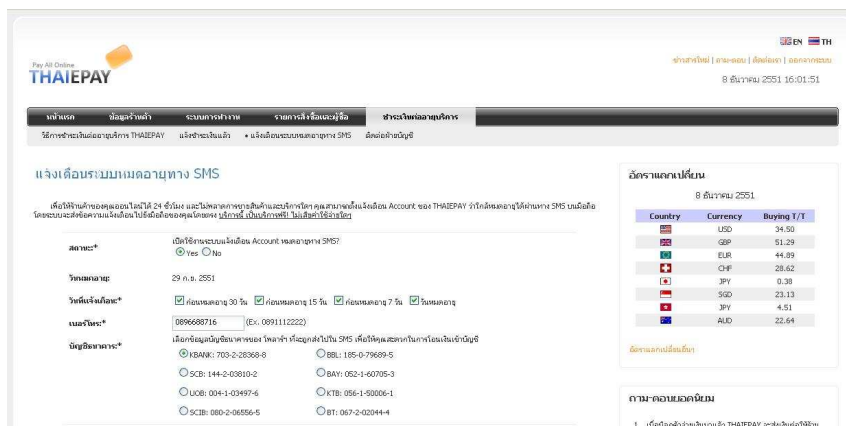 EN TH
Pay All Online
THAIEPAY
ข่าวสารใหม่ | ถาม-ตอบ | ติดต่อเรา | ออกจากระบบ
8 ธันวาคม 2551 16:01:51
หน้าแรก ข้อมูลร้านค้า ระบบการทำงาน รายการสั่งซื้อและผู้ซื้อ ชำระเงินต่ออายุบริการ
วิธีการชำระเงินต่ออายุบริการ THAIEPAY แจ้งชำระเงินแล้ว • แจ้งเตือนระบบหมดอายุทาง SMS ติดต่อฝ่ายบัญชี
แจ้งเตือนระบบหมดอายุทาง SMS
เพื่อให้ร้านค้าของคุณออนไลน์ได้ 24 ชั่วโมง และไม่พลาดการขายสินค้าและบริการใดๆ คุณสามารถตั้งแจ้งเตือน Account ของ THAIEPAY ว่าใกล้หมดอายุได้ผ่านทาง SMS บนมือถือ
โดยระบบจะส่งข้อความแจ้งเตือนไปยังมือถือของคุณโดยตรง บริการนี้ เป็นบริการฟรี! ไม่เสียค่าใช้จ่ายใดๆ
สถานะ:* เปิดใช้งานระบบแจ้งเตือน Account หมดอายุทาง SMS?
Yes No
วันหมดอายุ: 29 ก.ย. 2551
วันที่แจ้งเตือน:* ก่อนหมดอายุ 30 วัน ก่อนหมดอายุ 15 วัน ก่อนหมดอายุ 7 วัน วันหมดอายุ
เบอร์โทร:* 0896688716 (Ex. 0891112222)
บัญชีธนาคาร:* เลือกข้อมูลบัญชีธนาคารของ โพลาร์ฯ ที่จะถูกส่งไปใน SMS เพื่อให้คุณสะดวกในการโอนเงินเข้าบัญชี
KBANK: 703-2-28368-8 BBL: 185-0-79689-5
SCB: 144-2-03810-2 BAY: 052-1-60705-3
UOB: 004-1-03497-6 KTB: 056-1-50006-1
SCIB: 080-2-06556-5 BT: 067-2-02044-4
อัตราแลกเปลี่ยน
8 ธันวาคม 2551
Country Currency Buying T/T
USD 34.50
GBP 51.29
EUR 44.89
CHF 28.62
JPY 0.38
SGD 23.13
JPY 4.51
AUD 22.64
อัตราแลกเปลี่ยนอื่นๆ
ถาม-ตอบยอดนิยม
1. เมื่อมีลูกค้าจ่ายเงินมาแล้ว THAIEPAY จะส่งเงินต่อให้ร้าน